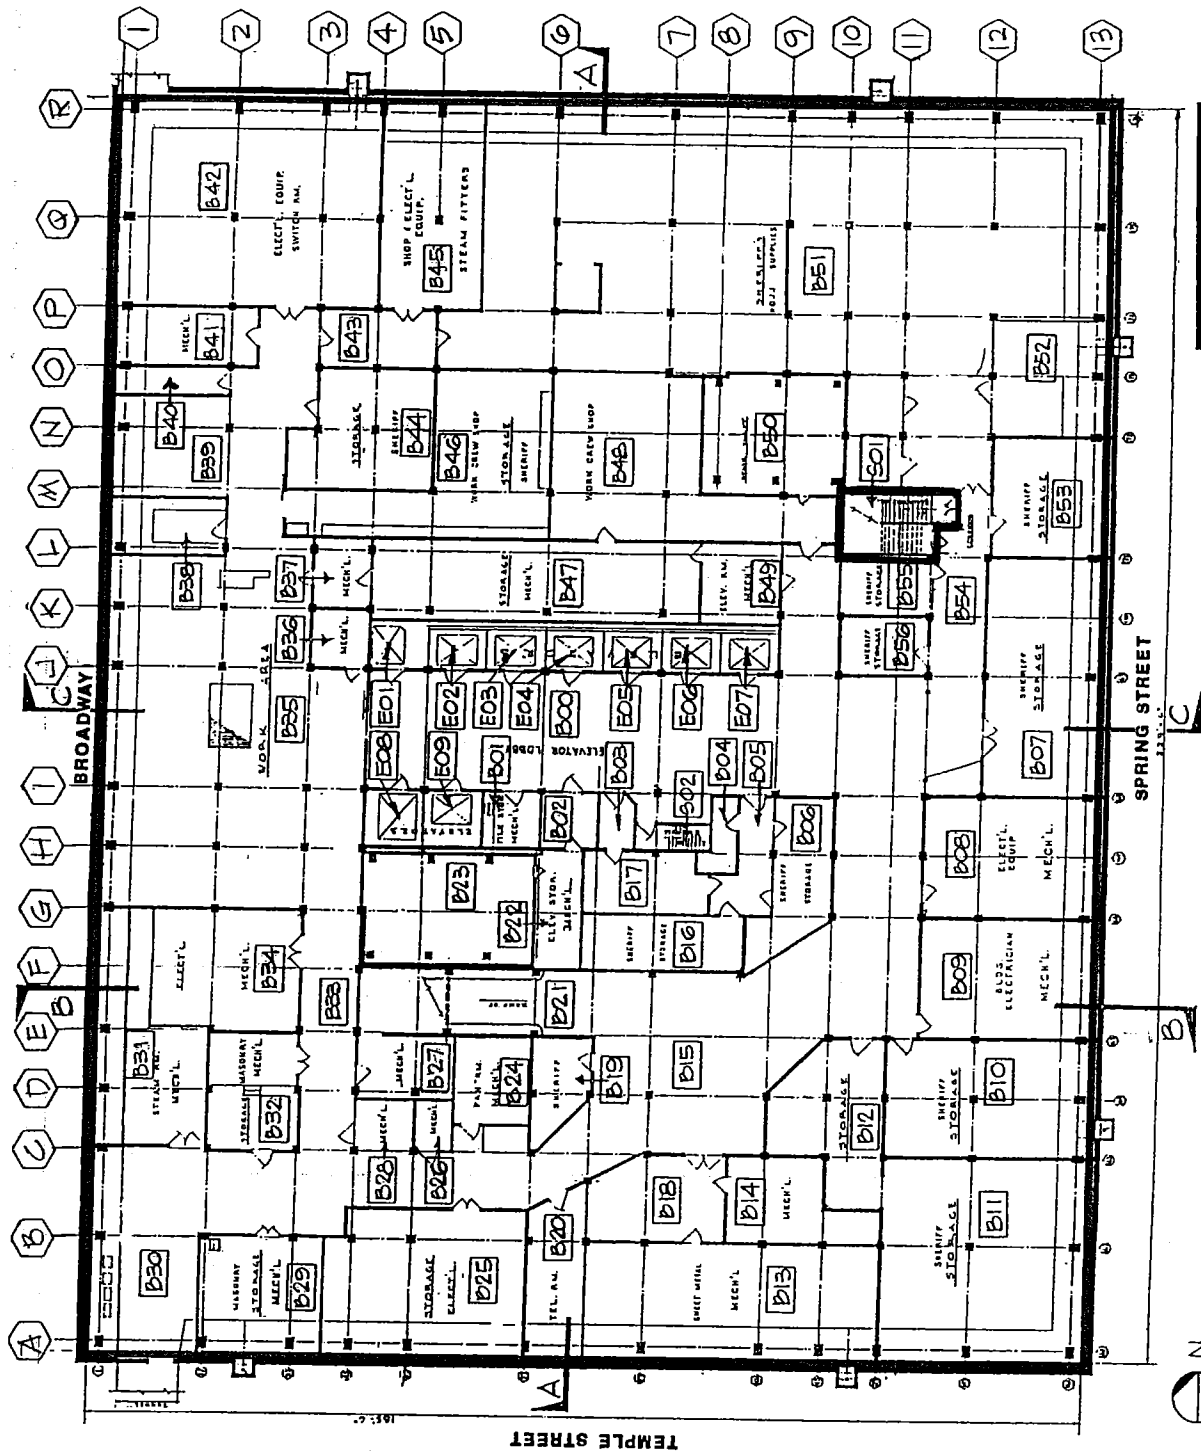 1
2
3
4
5
6
7
8
9
10
11
12
13
R
Q
P
O
N
M
L
K
J
I
H
G
F
E
D
C
B
A
A
A
B
B
C
C
BROADWAY
SPRING STREET
TEMPLE STREET
N
B42
ELECT'L EQUIP.
SWITCH RM.
SHOP & ELECT'L
EQUIP.
B45
STEAM FITTERS
SHERIFF'S
SUPPLIES
B51
MECH'L
B41
B43
B40
B39
STORAGE
SHERIFF
B44
B46
WORK CREW SHOP
STORAGE
SHERIFF
WORK CREW SHOP
B48
B50
S01
B52
SHERIFF
STORAGE
B53
B38
B37
MECH'L
B36
MECH'L
STORAGE
MECH'L
B47
ELEV. RM.
MECH'L
B49
SHERIFF
STORAGE
B55
B54
SHERIFF
STORAGE
B56
SHERIFF
STORAGE
B07
WORK AREA
B35
E01
E02
E03
E04
B00
E05
E06
E07
E08
E09
B01
ELEVATOR LOBBY
B03
B04
B05
MECH'L
B02
S02
B06
SHERIFF
STORAGE
B08
ELECT'L
EQUIP
MECH'L
B23
B22
ELEV STOR.
MECH'L
B17
B16
SHERIFF
STORAGE
ELECT'L
MECH'L
B34
B33
B21
B09
BLDG
ELECTRICIAN
MECH'L
B31
STEAM RM.
MECH'L
MASONRY
MECH'L
STORAGE
B32
MECH'L
B27
MECH'L
B24
SHERIFF
B19
B15
MECH'L
B28
MECH'L
B26
STORAGE
B12
SHERIFF
STORAGE
B10
B30
MASONRY
STORAGE
MECH'L
B29
STORAGE
ELECT'L
B25
B20
TEL. RM.
B18
B14
MECH'L
SHEET METAL
MECH'L
B13
SHERIFF
STORAGE
B11